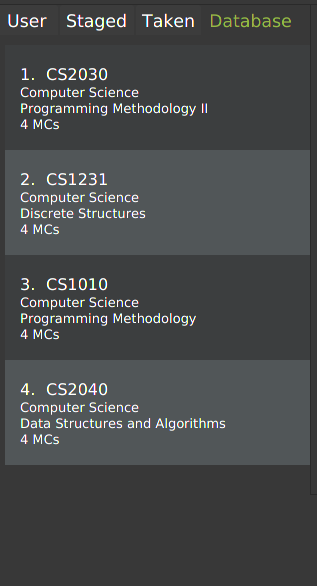 User Staged Taken Database
1. CS2030
Computer Science
Programming Methodology II
4 MCs
2. CS1231
Computer Science
Discrete Structures
4 MCs
3. CS1010
Computer Science
Programming Methodology
4 MCs
4. CS2040
Computer Science
Data Structures and Algorithms
4 MCs